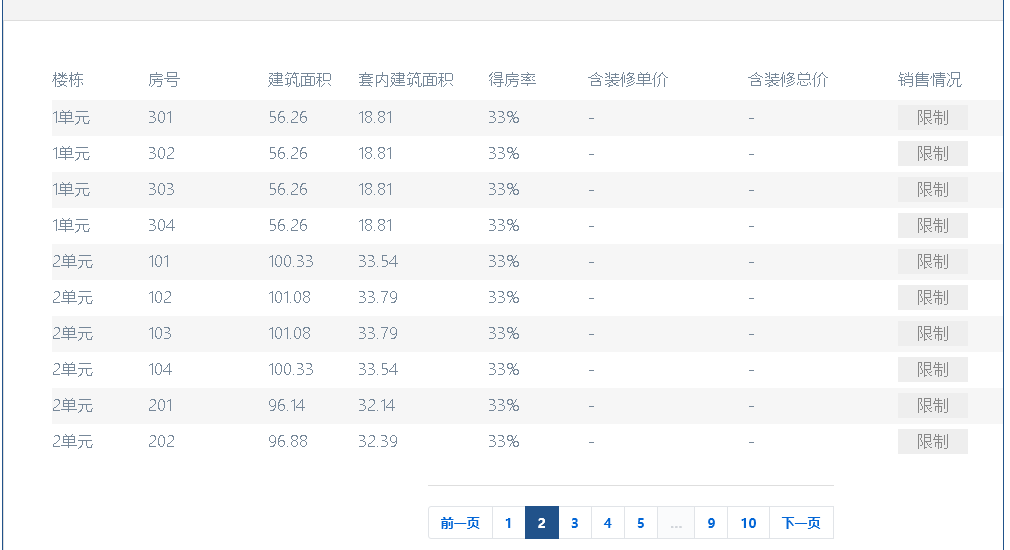 楼栋 房号 建筑面积 套内建筑面积 得房率 含装修单价 含装修总价 销售情况
1单元 301 56.26 18.81 33% - - 限制
1单元 302 56.26 18.81 33% - - 限制
1单元 303 56.26 18.81 33% - - 限制
1单元 304 56.26 18.81 33% - - 限制
2单元 101 100.33 33.54 33% - - 限制
2单元 102 101.08 33.79 33% - - 限制
2单元 103 101.08 33.79 33% - - 限制
2单元 104 100.33 33.54 33% - - 限制
2单元 201 96.14 32.14 33% - - 限制
2单元 202 96.88 32.39 33% - - 限制
前一页 1 2 3 4 5 ... 9 10 下一页